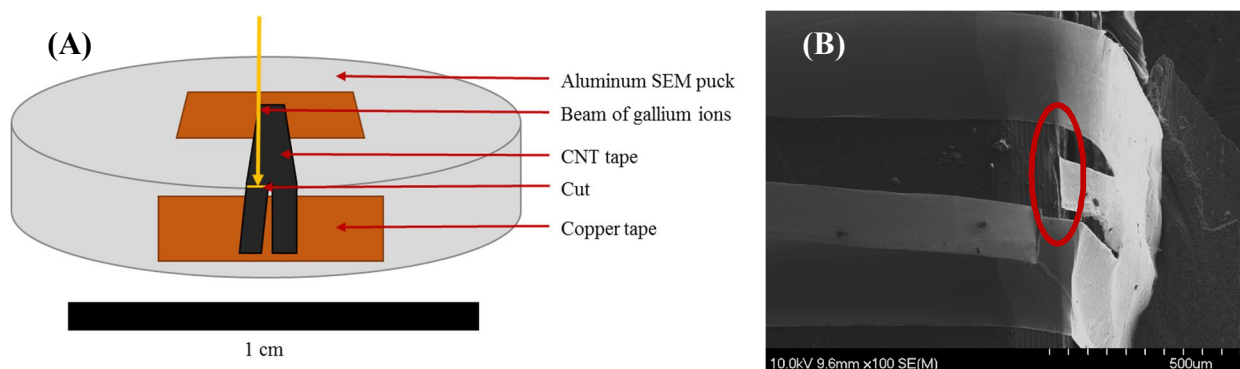 (A)
Aluminum SEM puck
Beam of gallium ions
CNT tape
Cut
Copper tape
1 cm
(B)
10.0kV 9.6mm x100 SE(M)
500um